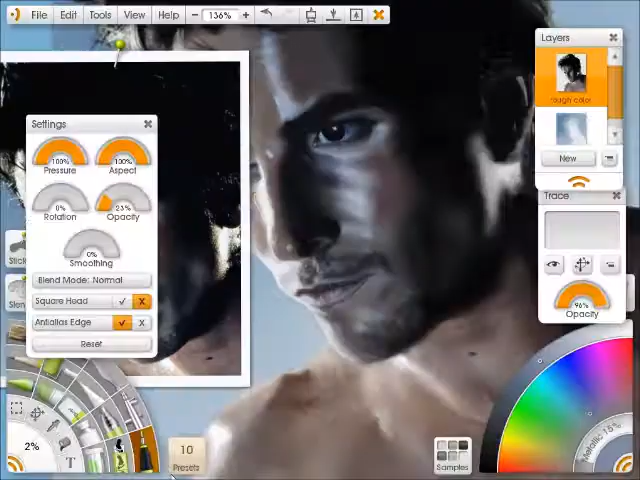 File Edit Tools View Help − 136% +
Layers
rough color
New
Settings
100% 100%
Pressure Aspect
0% 23%
Rotation Opacity
0%
Smoothing
Blend Mode: Normal
Square Head
Antialias Edge
Reset
Trace
96%
Opacity
Stick
2%
T
10
Presets
Samples
Metallic 15%